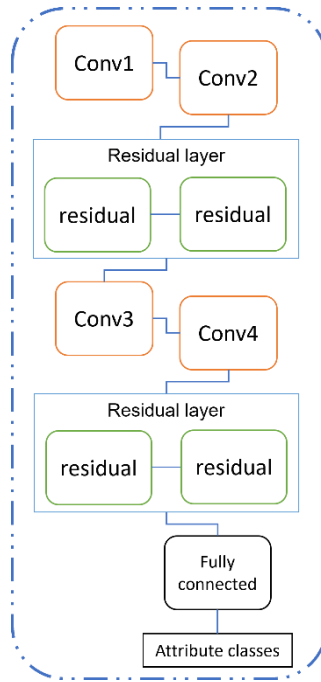 Conv1
Conv2
Residual layer
residual
residual
Conv3
Conv4
Residual layer
residual
residual
Fully
connected
Attribute classes